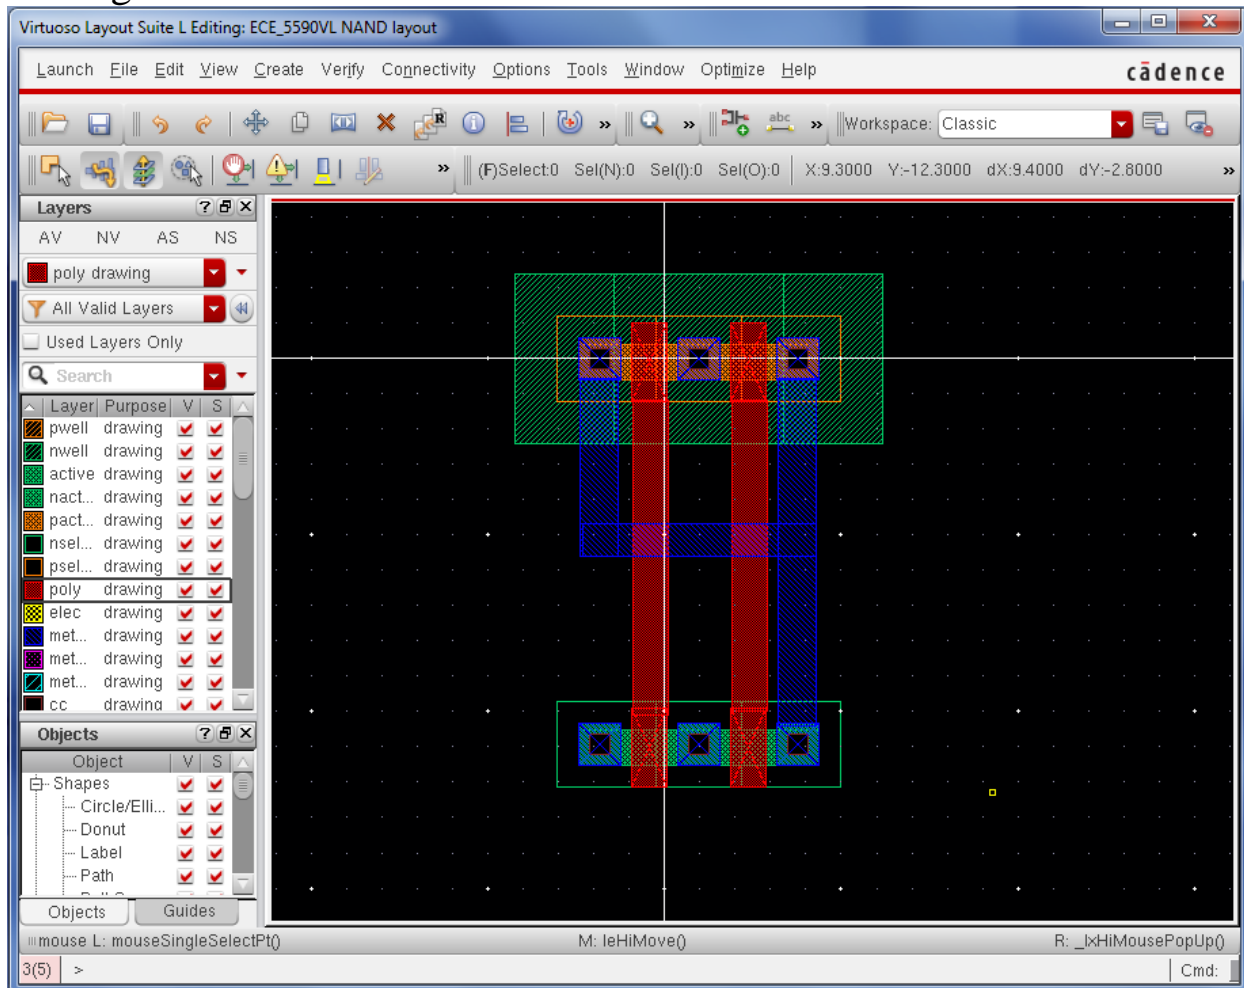 Virtuoso Layout Suite L Editing: ECE_5590VL NAND layout
Launch File Edit View Create Verify Connectivity Options Tools Window Optimize Help cādence
R abc Workspace: Classic
(F)Select:0 Sel(N):0 Sel(I):0 Sel(O):0 X:9.3000 Y:-12.3000 dX:9.4000 dY:-2.8000
Layers
AV NV AS NS
poly drawing
All Valid Layers
Used Layers Only
Search
Layer Purpose V S
pwell drawing
nwell drawing
active drawing
nact... drawing
pact... drawing
nsel... drawing
psel... drawing
poly drawing
elec drawing
met... drawing
met... drawing
met... drawing
cc drawing
Objects
Object V S
Shapes
Circle/Elli...
Donut
Label
Path
Objects Guides
mouse L: mouseSingleSelectPt() M: leHiMove() R: _lxHiMousePopUp()
3(5) > Cmd: